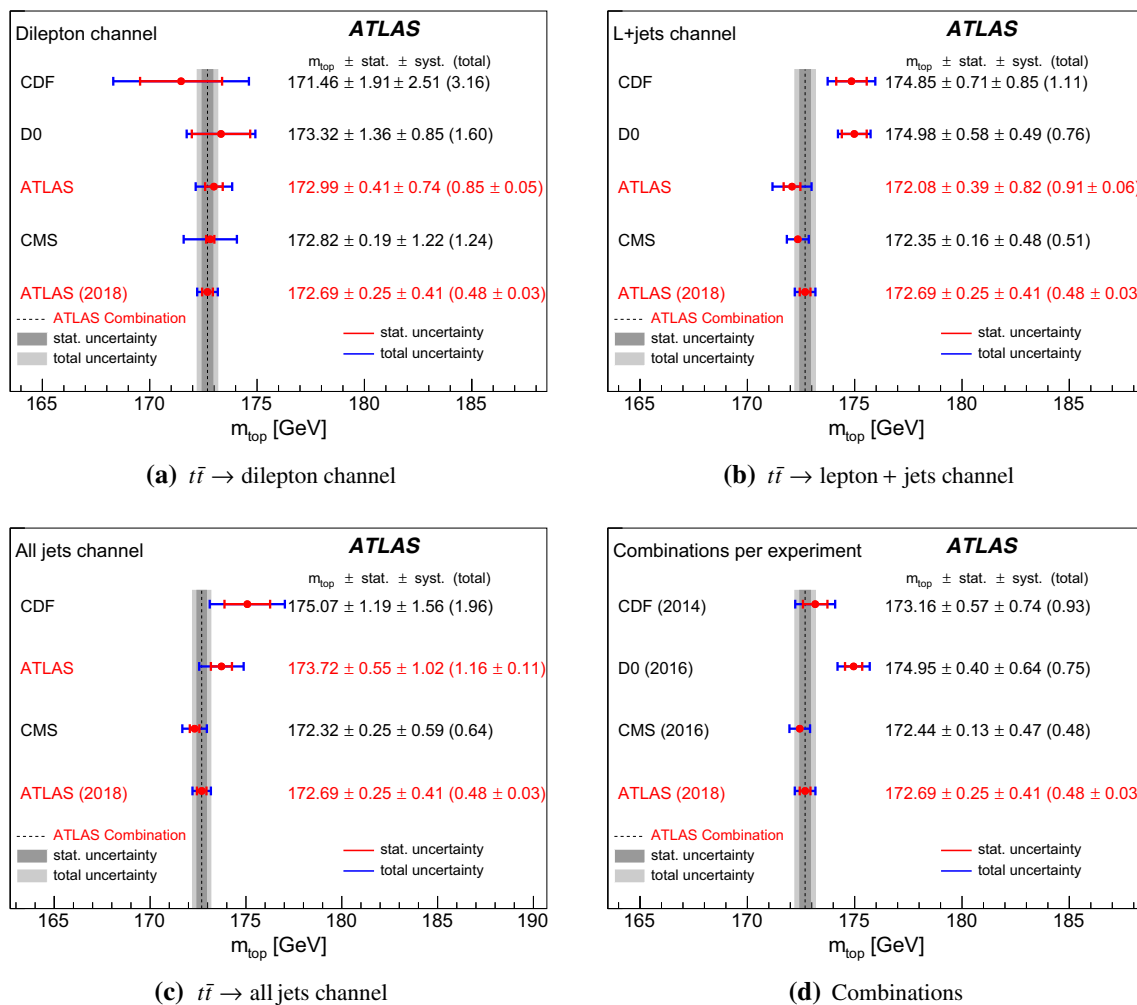 Dilepton channel
ATLAS
m_top ± stat. ± syst. (total)
CDF
171.46 ± 1.91 ± 2.51 (3.16)
D0
173.32 ± 1.36 ± 0.85 (1.60)
ATLAS
172.99 ± 0.41 ± 0.74 (0.85 ± 0.05)
CMS
172.82 ± 0.19 ± 1.22 (1.24)
ATLAS (2018)
172.69 ± 0.25 ± 0.41 (0.48 ± 0.03)
ATLAS Combination
stat. uncertainty
stat. uncertainty
total uncertainty
total uncertainty
165 170 175 180 185
m_top [GeV]
(a) tt̄ → dilepton channel
L+jets channel
ATLAS
m_top ± stat. ± syst. (total)
CDF
174.85 ± 0.71 ± 0.85 (1.11)
D0
174.98 ± 0.58 ± 0.49 (0.76)
ATLAS
172.08 ± 0.39 ± 0.82 (0.91 ± 0.06)
CMS
172.35 ± 0.16 ± 0.48 (0.51)
ATLAS (2018)
172.69 ± 0.25 ± 0.41 (0.48 ± 0.03
ATLAS Combination
stat. uncertainty
stat. uncertainty
total uncertainty
total uncertainty
165 170 175 180 185
m_top [GeV]
(b) tt̄ → lepton + jets channel
All jets channel
ATLAS
m_top ± stat. ± syst. (total)
CDF
175.07 ± 1.19 ± 1.56 (1.96)
ATLAS
173.72 ± 0.55 ± 1.02 (1.16 ± 0.11)
CMS
172.32 ± 0.25 ± 0.59 (0.64)
ATLAS (2018)
172.69 ± 0.25 ± 0.41 (0.48 ± 0.03)
ATLAS Combination
stat. uncertainty
stat. uncertainty
total uncertainty
total uncertainty
165 170 175 180 185 190
m_top [GeV]
(c) tt̄ → all jets channel
Combinations per experiment
ATLAS
m_top ± stat. ± syst. (total)
CDF (2014)
173.16 ± 0.57 ± 0.74 (0.93)
D0 (2016)
174.95 ± 0.40 ± 0.64 (0.75)
CMS (2016)
172.44 ± 0.13 ± 0.47 (0.48)
ATLAS (2018)
172.69 ± 0.25 ± 0.41 (0.48 ± 0.03
ATLAS Combination
stat. uncertainty
stat. uncertainty
total uncertainty
total uncertainty
165 170 175 180 185
m_top [GeV]
(d) Combinations